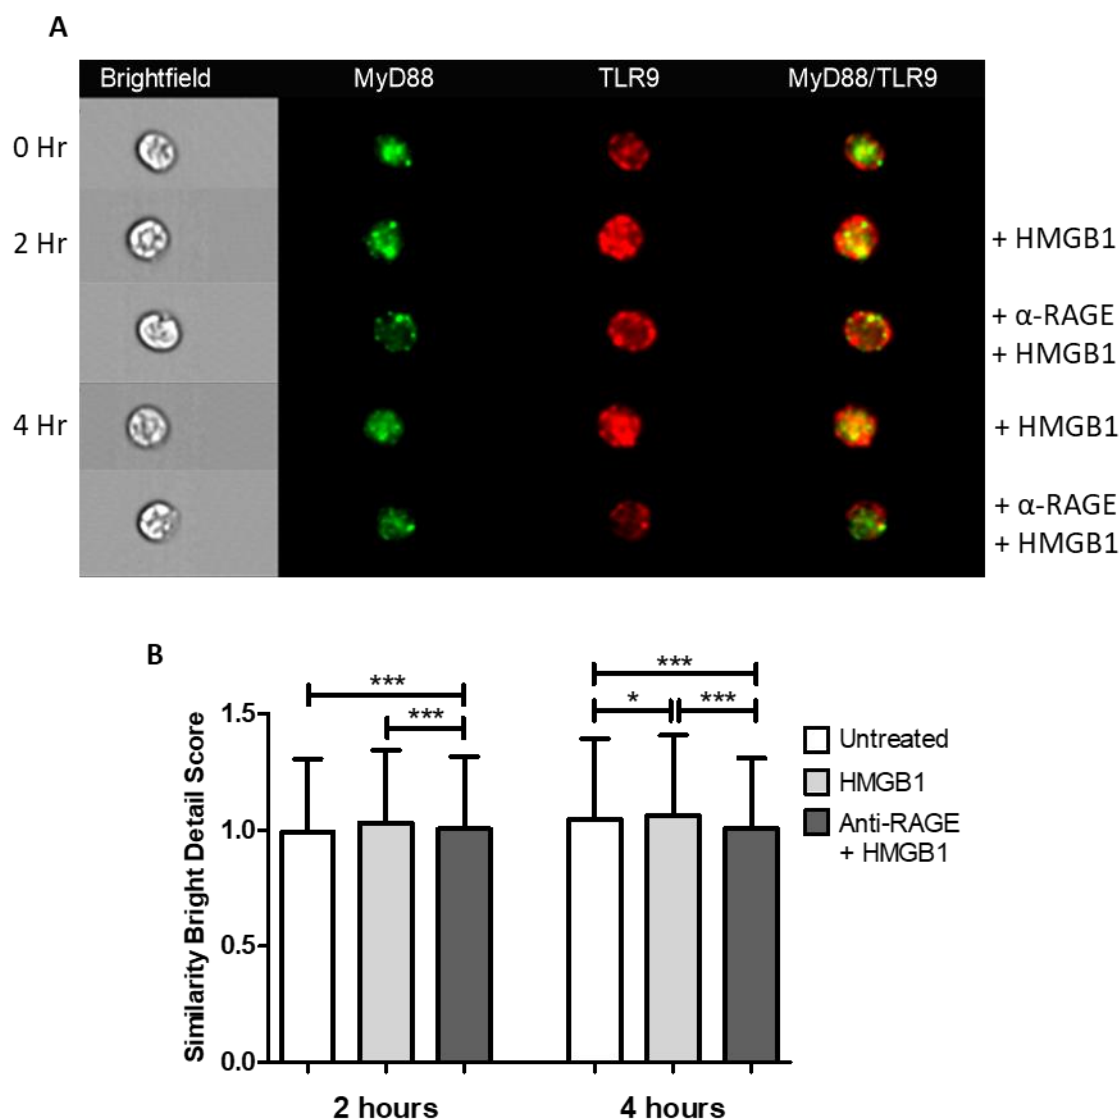 A
Brightfield MyD88 TLR9 MyD88/TLR9
0 Hr
2 Hr + HMGB1
+ α-RAGE
+ HMGB1
4 Hr + HMGB1
+ α-RAGE
+ HMGB1
B
Similarity Bright Detail Score
1.5
1.0
0.5
0.0
*** ***
*** * ***
Untreated
HMGB1
Anti-RAGE
+ HMGB1
2 hours 4 hours